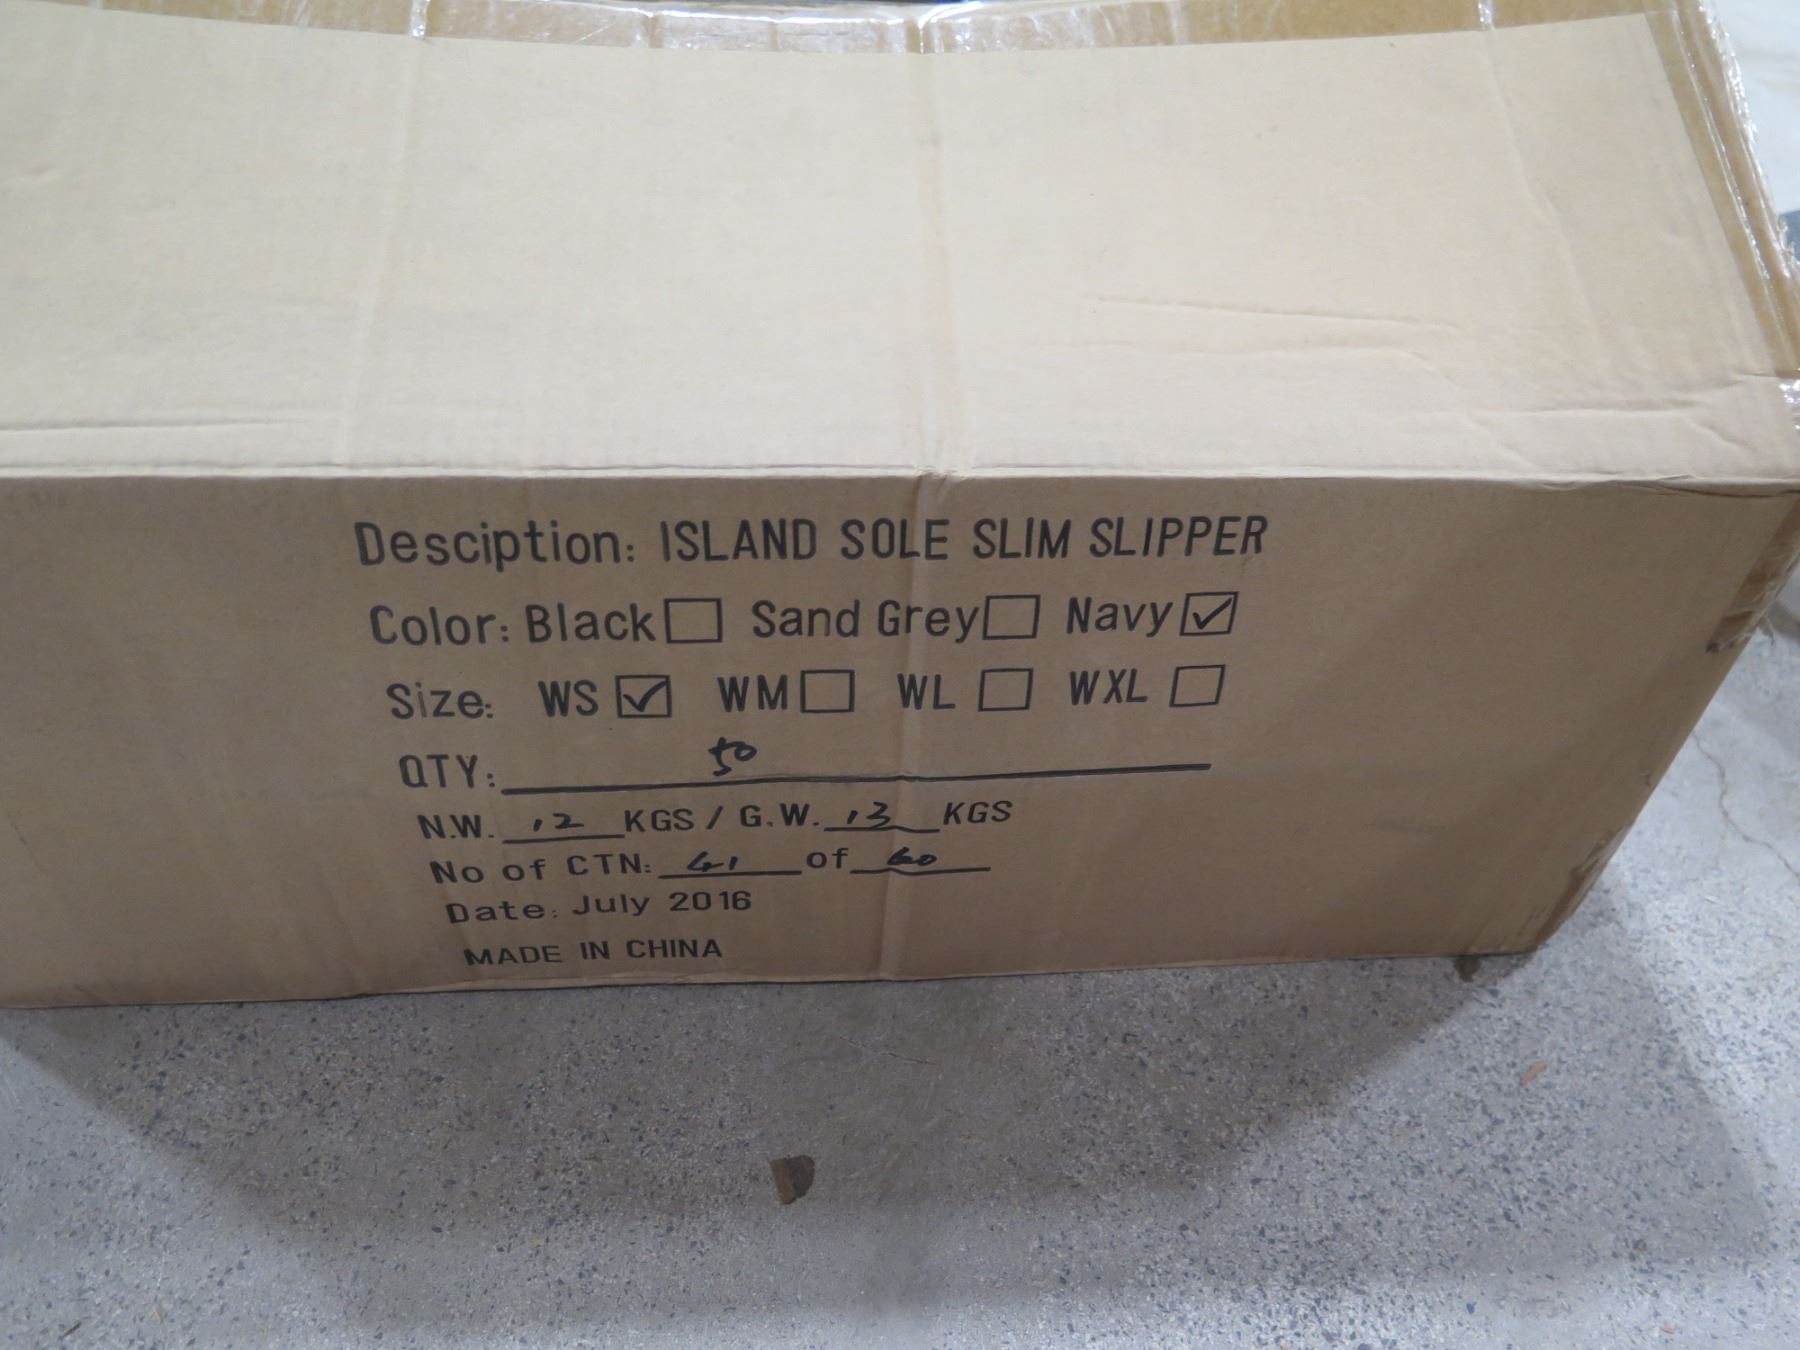 Desciption: ISLAND SOLE SLIM SLIPPER
Color: Black☐ Sand Grey☐ Navy☑
Size: WS☑ WM☐ WL☐ WXL☐
QTY: 50
N.W. 12 KGS / G.W. 13 KGS
No of CTN: 41 of 60
Date: July 2016
MADE IN CHINA